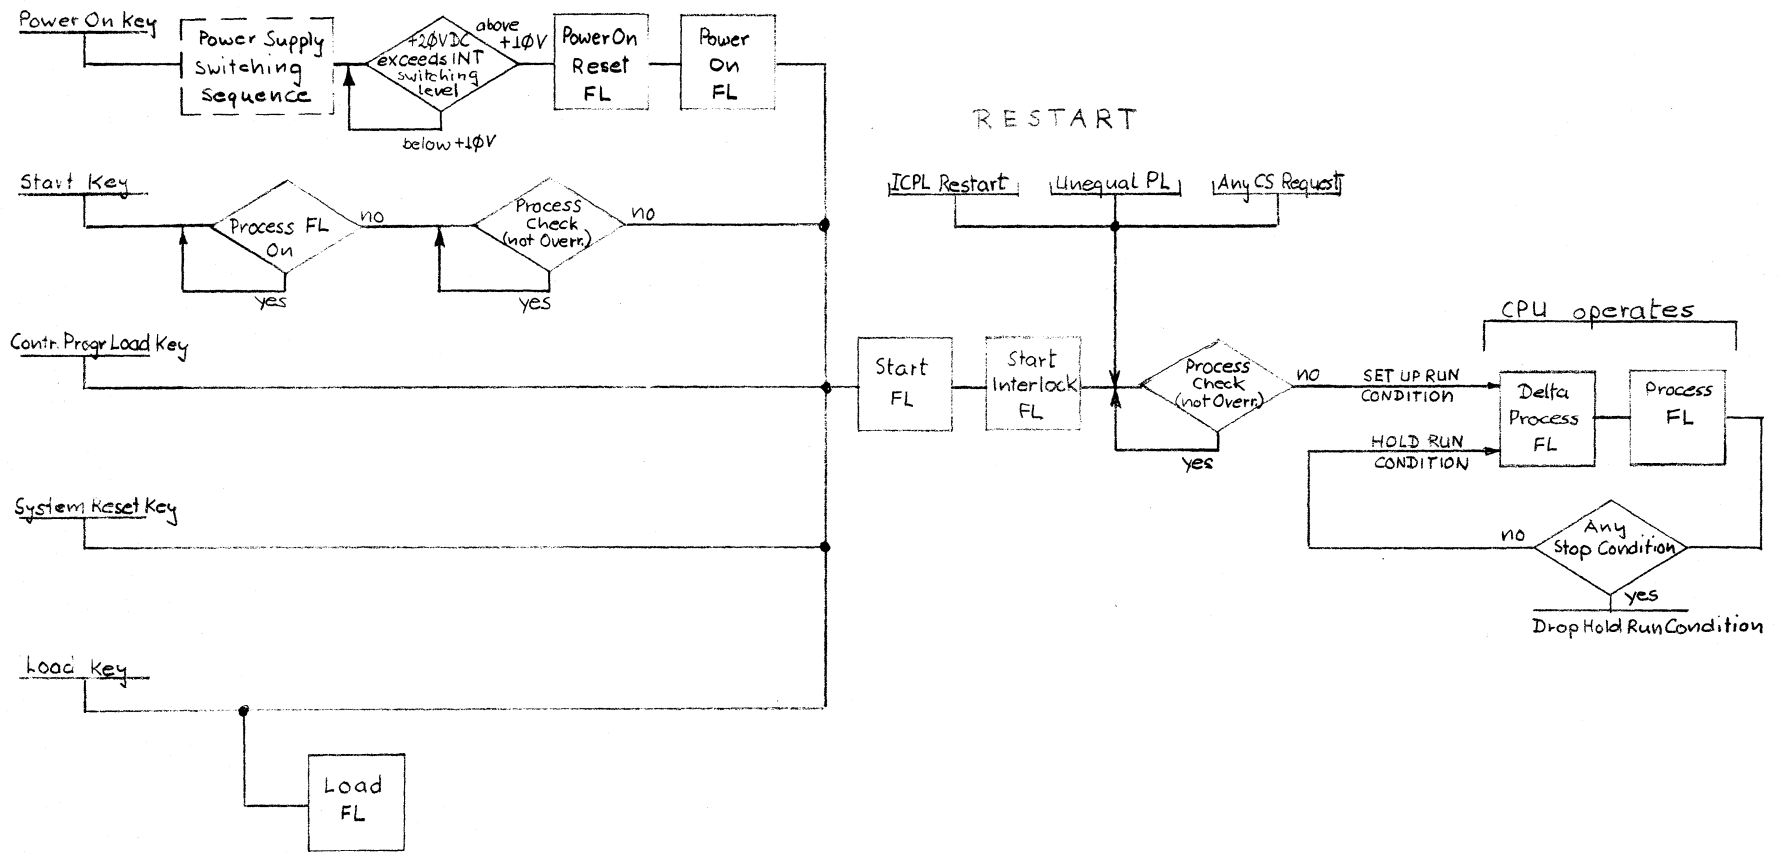 Power On Key
Power Supply
Switching
Sequence
+2ØVDC
exceeds INT
switching
level
above
+1ØV
below +1ØV
Power On
Reset
FL
Power
On
FL
RESTART
Start Key
Process FL
On
no
yes
Process
Check
(not Overr.)
no
yes
ICPL Restart
Unequal PL
Any CS Request
Contr. Progr Load Key
Start
FL
Start
Interlock
FL
Process
Check
(not Overr.)
no
yes
SET UP RUN
CONDITION
HOLD RUN
CONDITION
CPU operates
Delta
Process
FL
Process
FL
System Reset Key
Any
Stop Condition
no
yes
Drop Hold Run Condition
Load Key
Load
FL